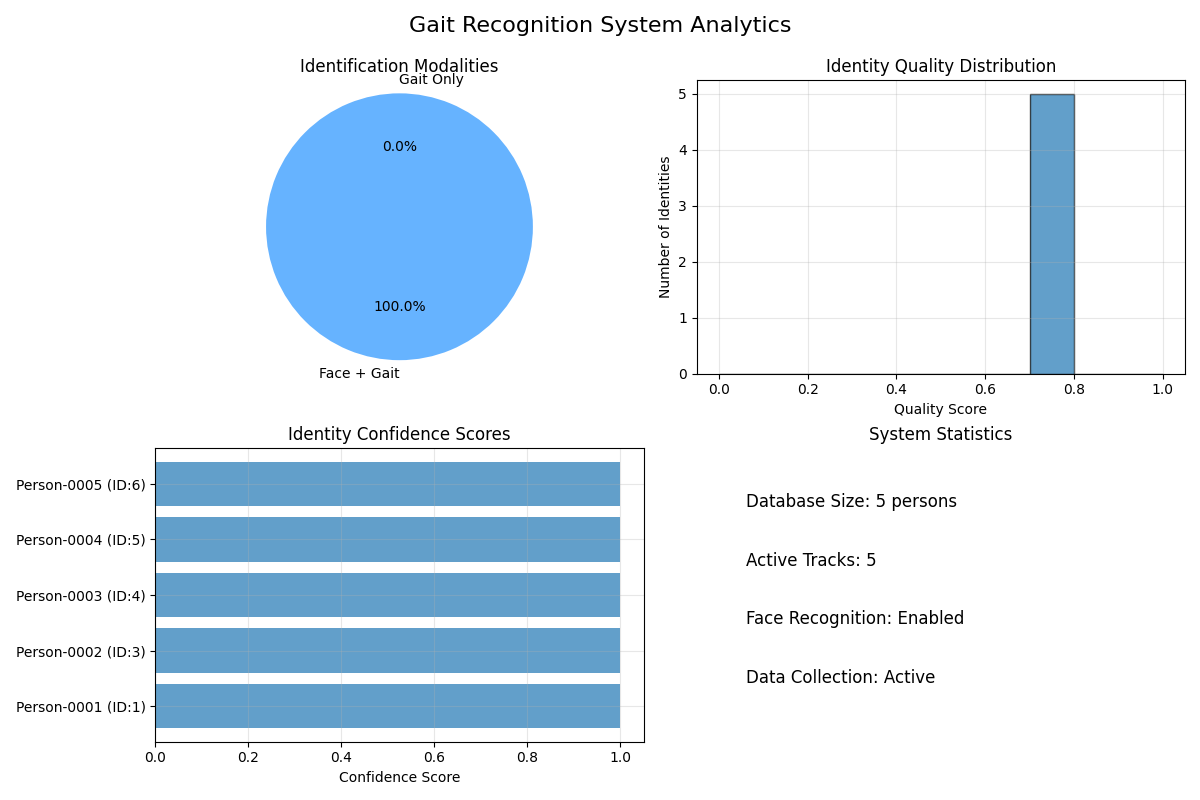 Gait Recognition System Analytics
Identification Modalities
Gait Only
0.0%
100.0%
Face + Gait
Identity Quality Distribution
Number of Identities
5
4
3
2
1
0
0.0 0.2 0.4 0.6 0.8 1.0
Quality Score
Identity Confidence Scores
Person-0005 (ID:6)
Person-0004 (ID:5)
Person-0003 (ID:4)
Person-0002 (ID:3)
Person-0001 (ID:1)
0.0 0.2 0.4 0.6 0.8 1.0
Confidence Score
System Statistics
Database Size: 5 persons
Active Tracks: 5
Face Recognition: Enabled
Data Collection: Active